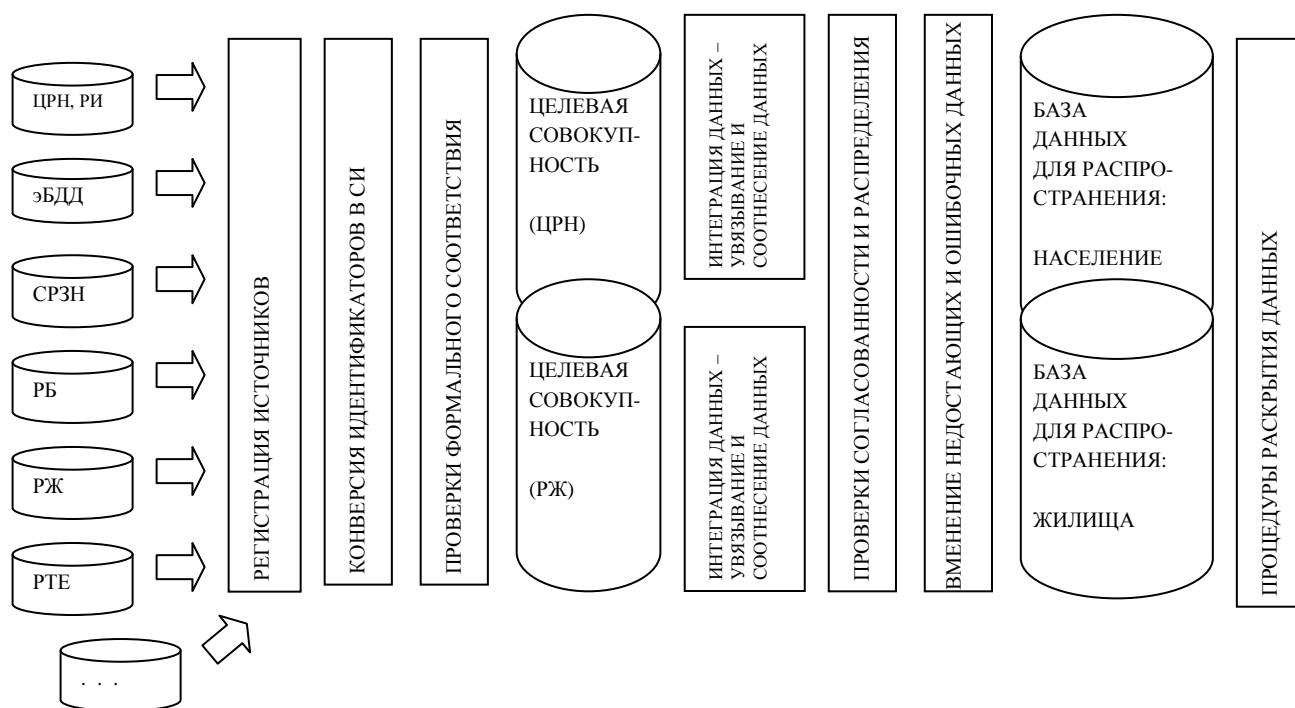 ЦРН, РИ
эБДД
СРЗН
РБ
РЖ
РТЕ
. . .
РЕГИСТРАЦИЯ ИСТОЧНИКОВ
КОНВЕРСИЯ ИДЕНТИФИКАТОРОВ В СИ
ПРОВЕРКИ ФОРМАЛЬНОГО СООТВЕТСТВИЯ
ЦЕЛЕВАЯ
СОВОКУП-
НОСТЬ
(ЦРН)
ЦЕЛЕВАЯ
СОВОКУП-
НОСТЬ
(РЖ)
ИНТЕГРАЦИЯ ДАННЫХ –
УВЯЗЫВАНИЕ И
СООТНЕСЕНИЕ ДАННЫХ
ИНТЕГРАЦИЯ ДАННЫХ –
УВЯЗЫВАНИЕ И
СООТНЕСЕНИЕ ДАННЫХ
ПРОВЕРКИ СОГЛАСОВАННОСТИ И РАСПРЕДЕЛЕНИЯ
ВМЕНЕНИЕ НЕДОСТАЮЩИХ И ОШИБОЧНЫХ ДАННЫХ
БАЗА
ДАННЫХ
ДЛЯ РАСПРО-
СТРАНЕНИЯ:
НАСЕЛЕНИЕ
БАЗА
ДАННЫХ
ДЛЯ РАСПРО-
СТРАНЕНИЯ:
ЖИЛИЩА
ПРОЦЕДУРЫ РАСКРЫТИЯ ДАННЫХ